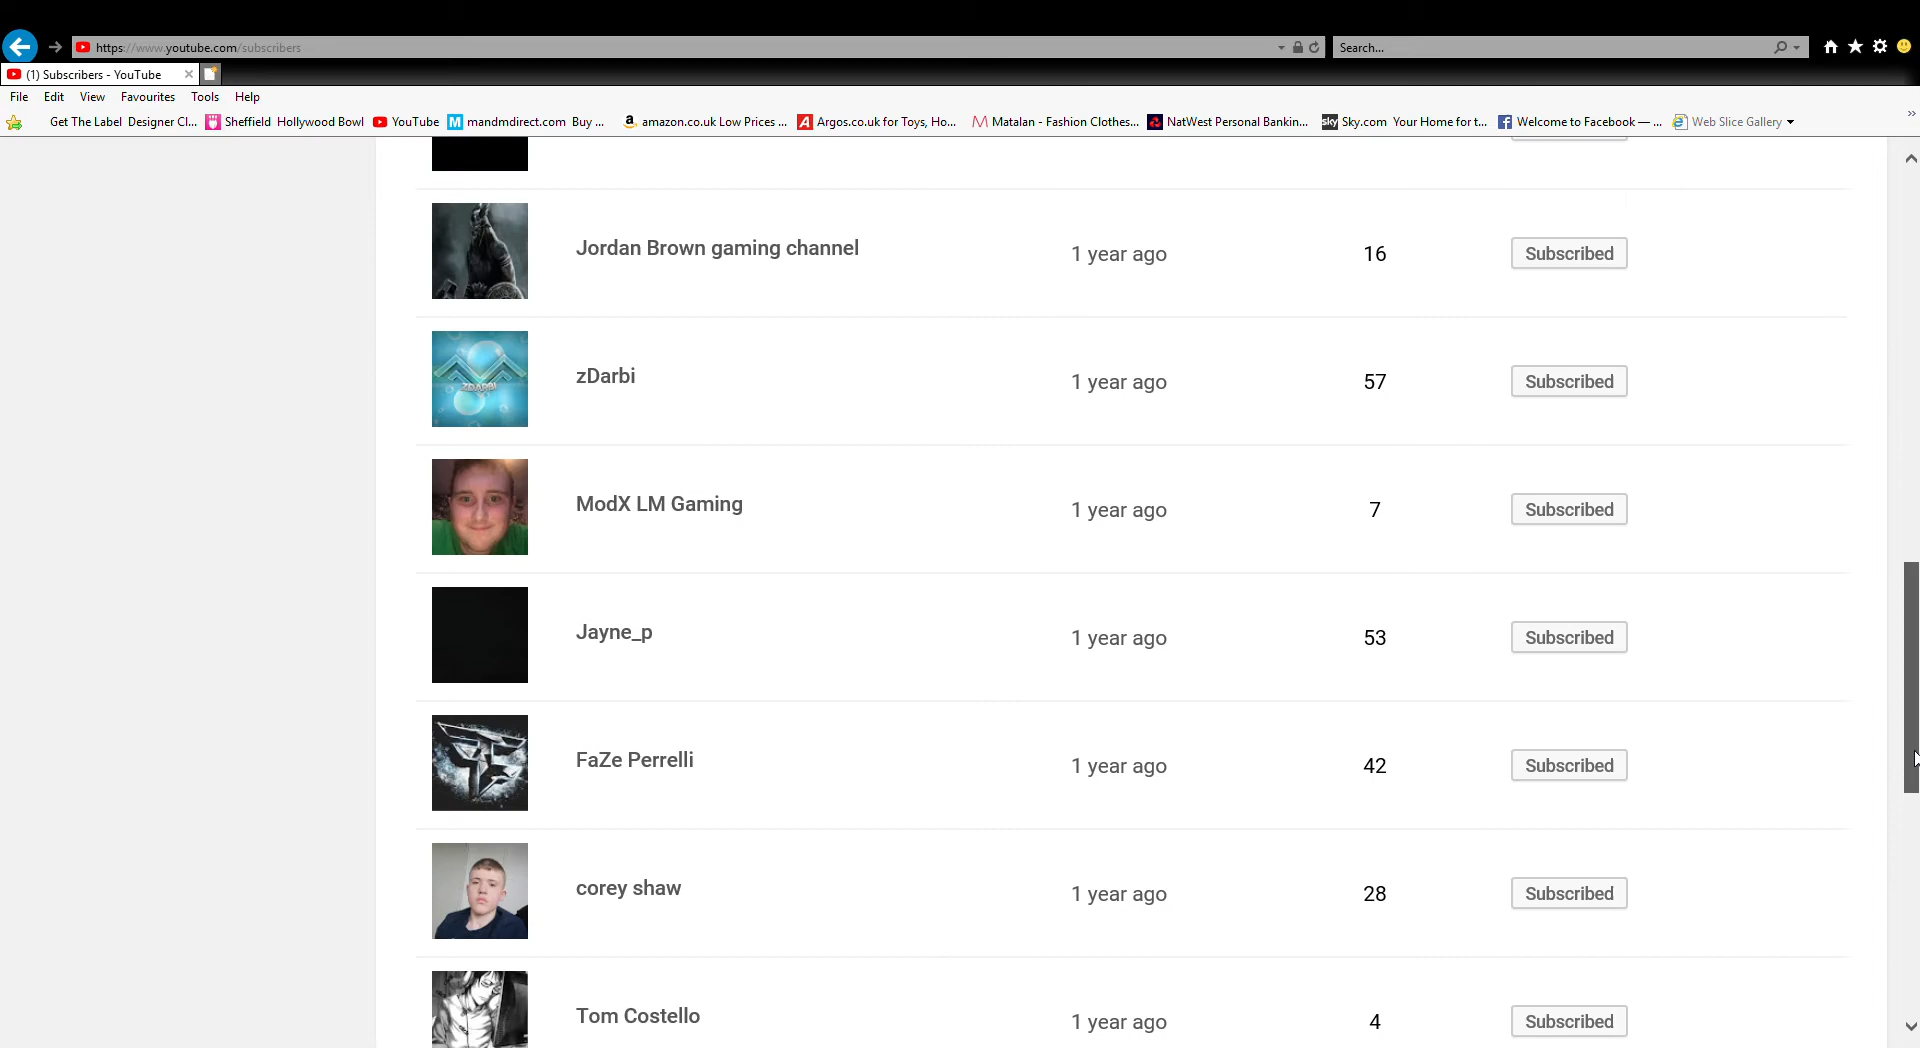 https://www.youtube.com/subscribers
Search...
(1) Subscribers - YouTube
File Edit View Favourites Tools Help
Get The Label Designer Cl... Sheffield Hollywood Bowl YouTube mandmdirect.com Buy ... amazon.co.uk Low Prices ... Argos.co.uk for Toys, Ho... Matalan - Fashion Clothes... NatWest Personal Bankin... Sky.com Your Home for t... Welcome to Facebook — ... Web Slice Gallery
Jordan Brown gaming channel 1 year ago 16 Subscribed
zDarbi 1 year ago 57 Subscribed
ZDARBI
ModX LM Gaming 1 year ago 7 Subscribed
Jayne_p 1 year ago 53 Subscribed
FaZe Perrelli 1 year ago 42 Subscribed
corey shaw 1 year ago 28 Subscribed
Tom Costello 1 year ago 4 Subscribed